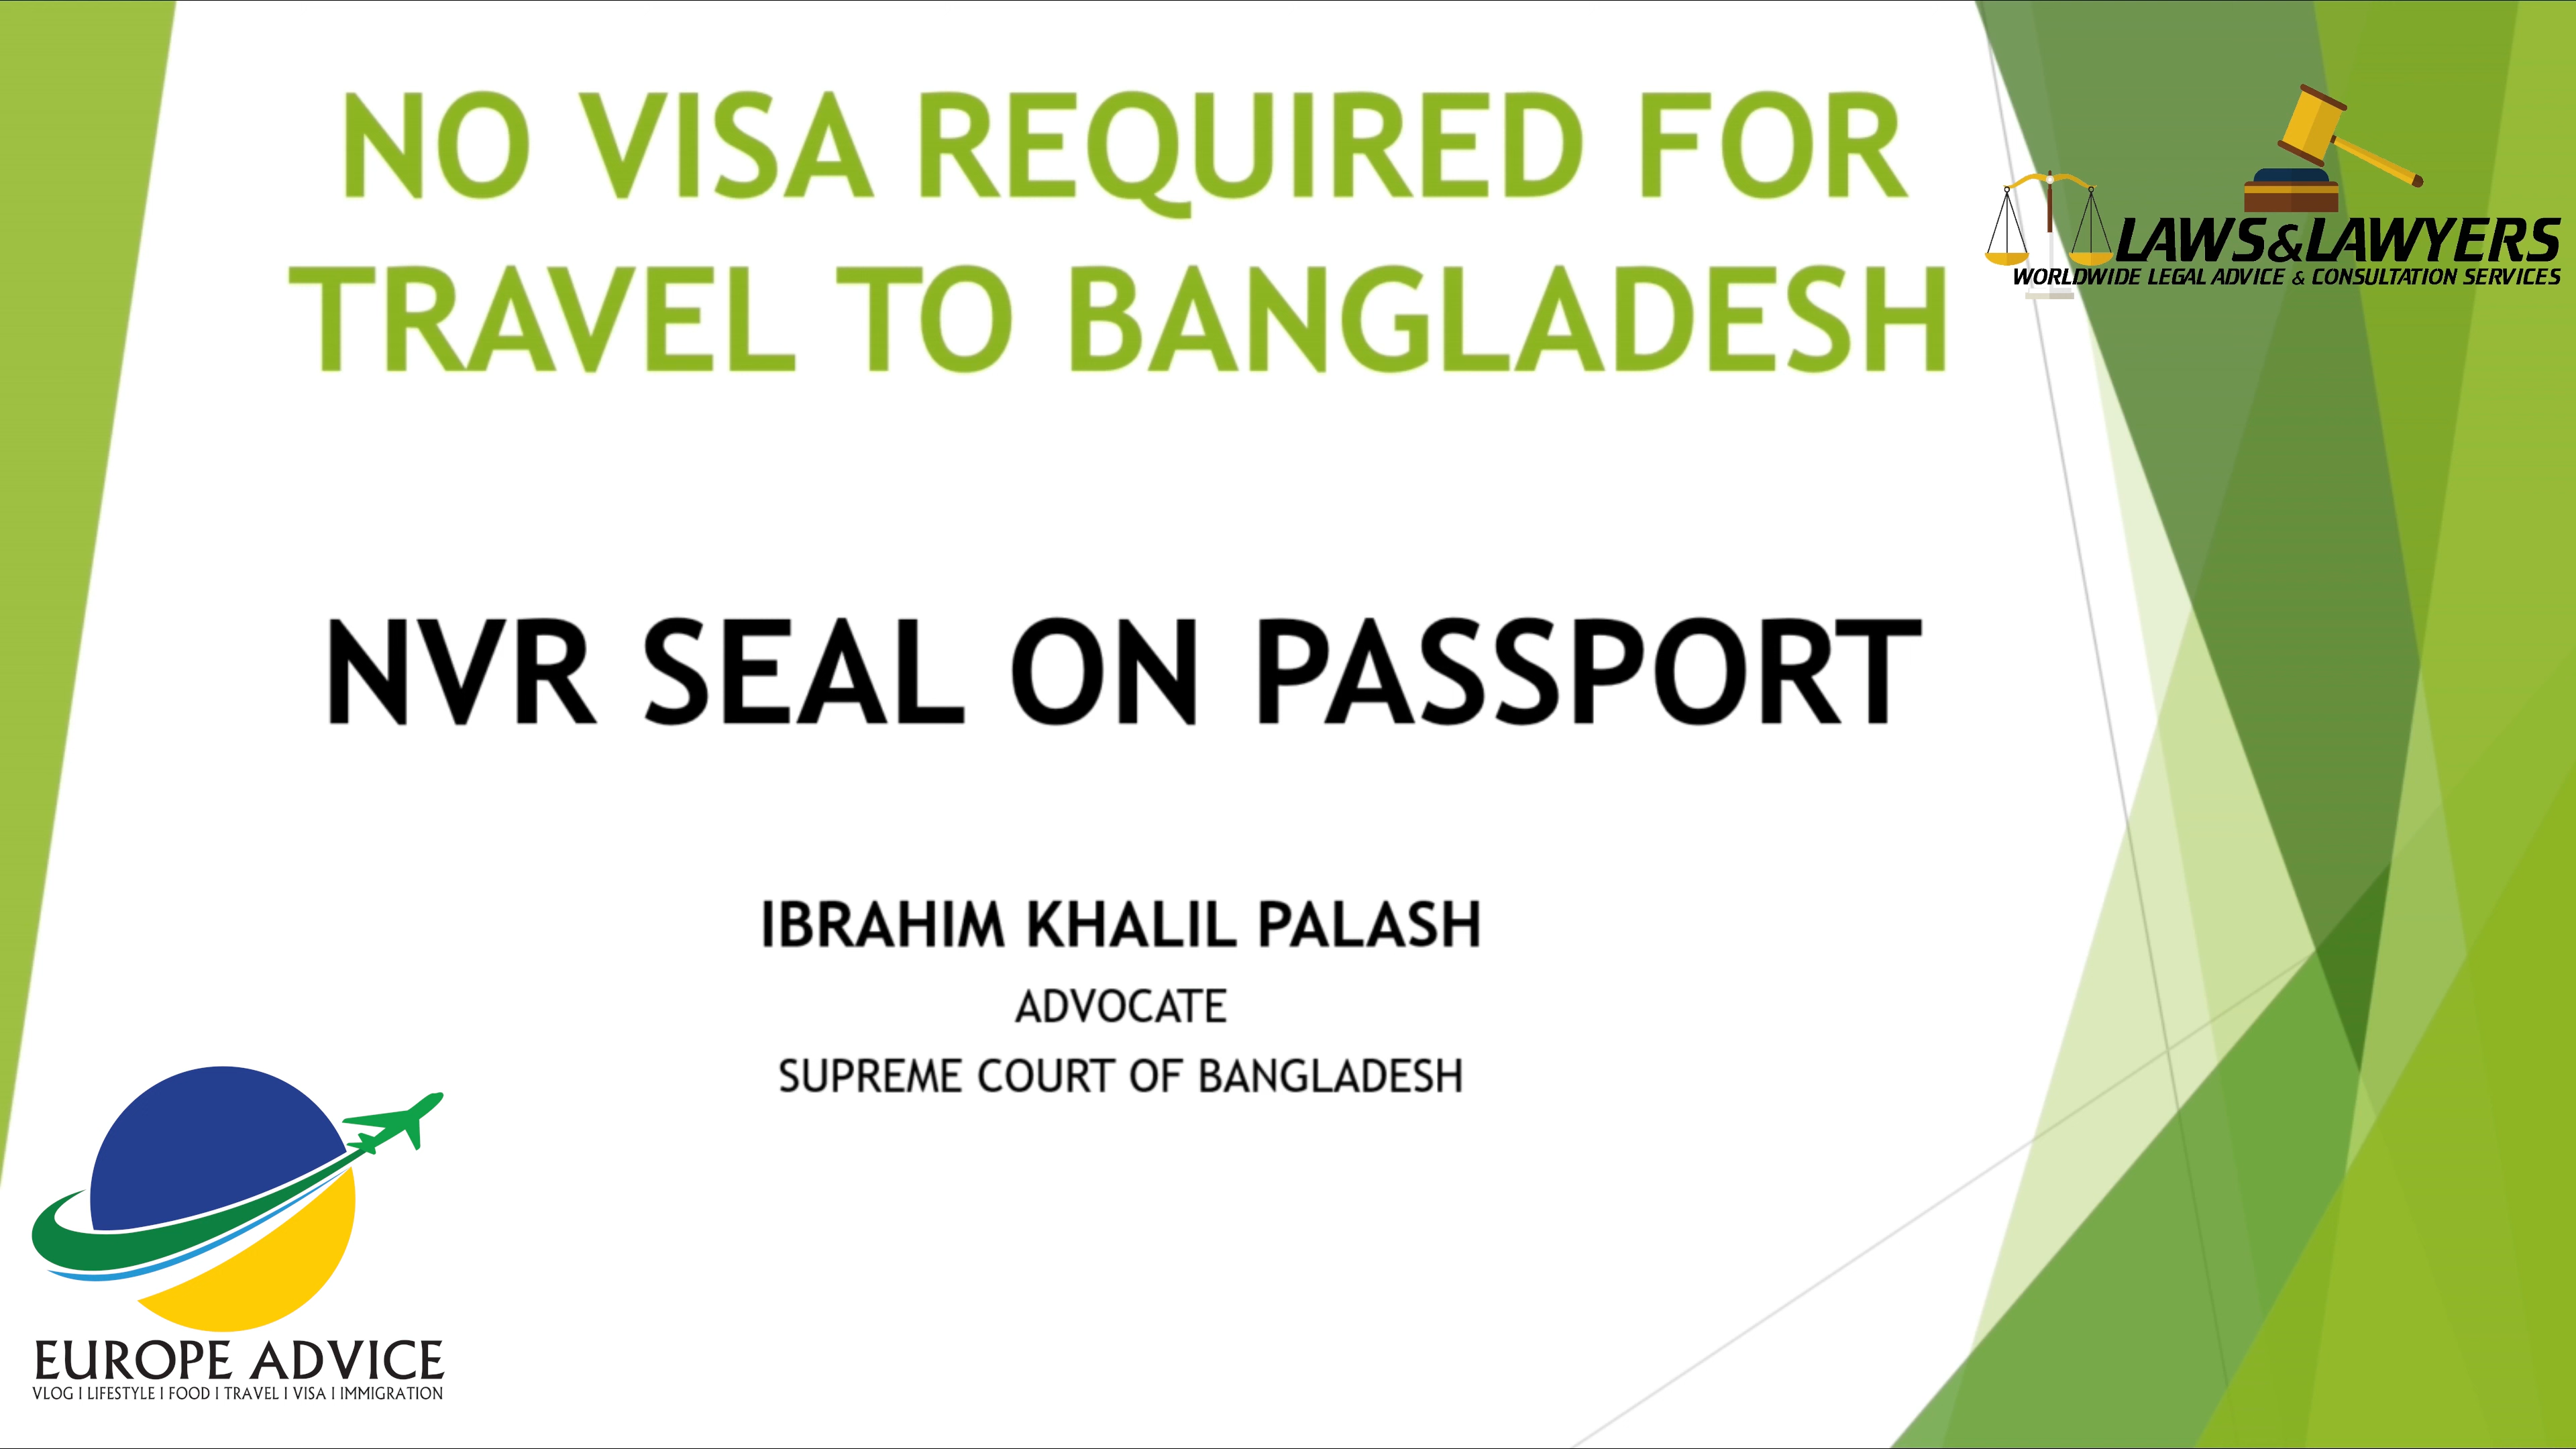 NO VISA REQUIRED FOR
TRAVEL TO BANGLADESH
LAWS&LAWYERS
WORLDWIDE LEGAL ADVICE & CONSULTATION SERVICES
NVR SEAL ON PASSPORT
IBRAHIM KHALIL PALASH
ADVOCATE
SUPREME COURT OF BANGLADESH
EUROPE ADVICE
VLOG I LIFESTYLE I FOOD I TRAVEL I VISA I IMMIGRATION